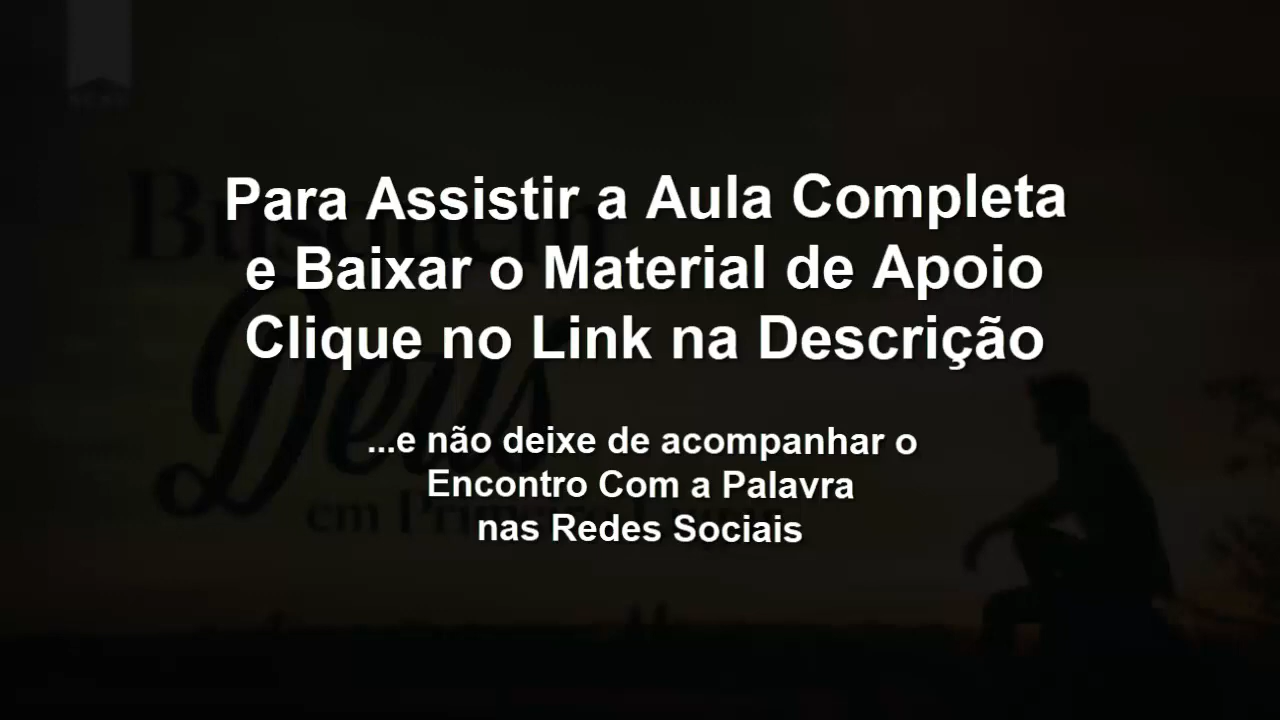 Para Assistir a Aula Completa
e Baixar o Material de Apoio
Clique no Link na Descrição
...e não deixe de acompanhar o
Encontro Com a Palavra
nas Redes Sociais
Deus